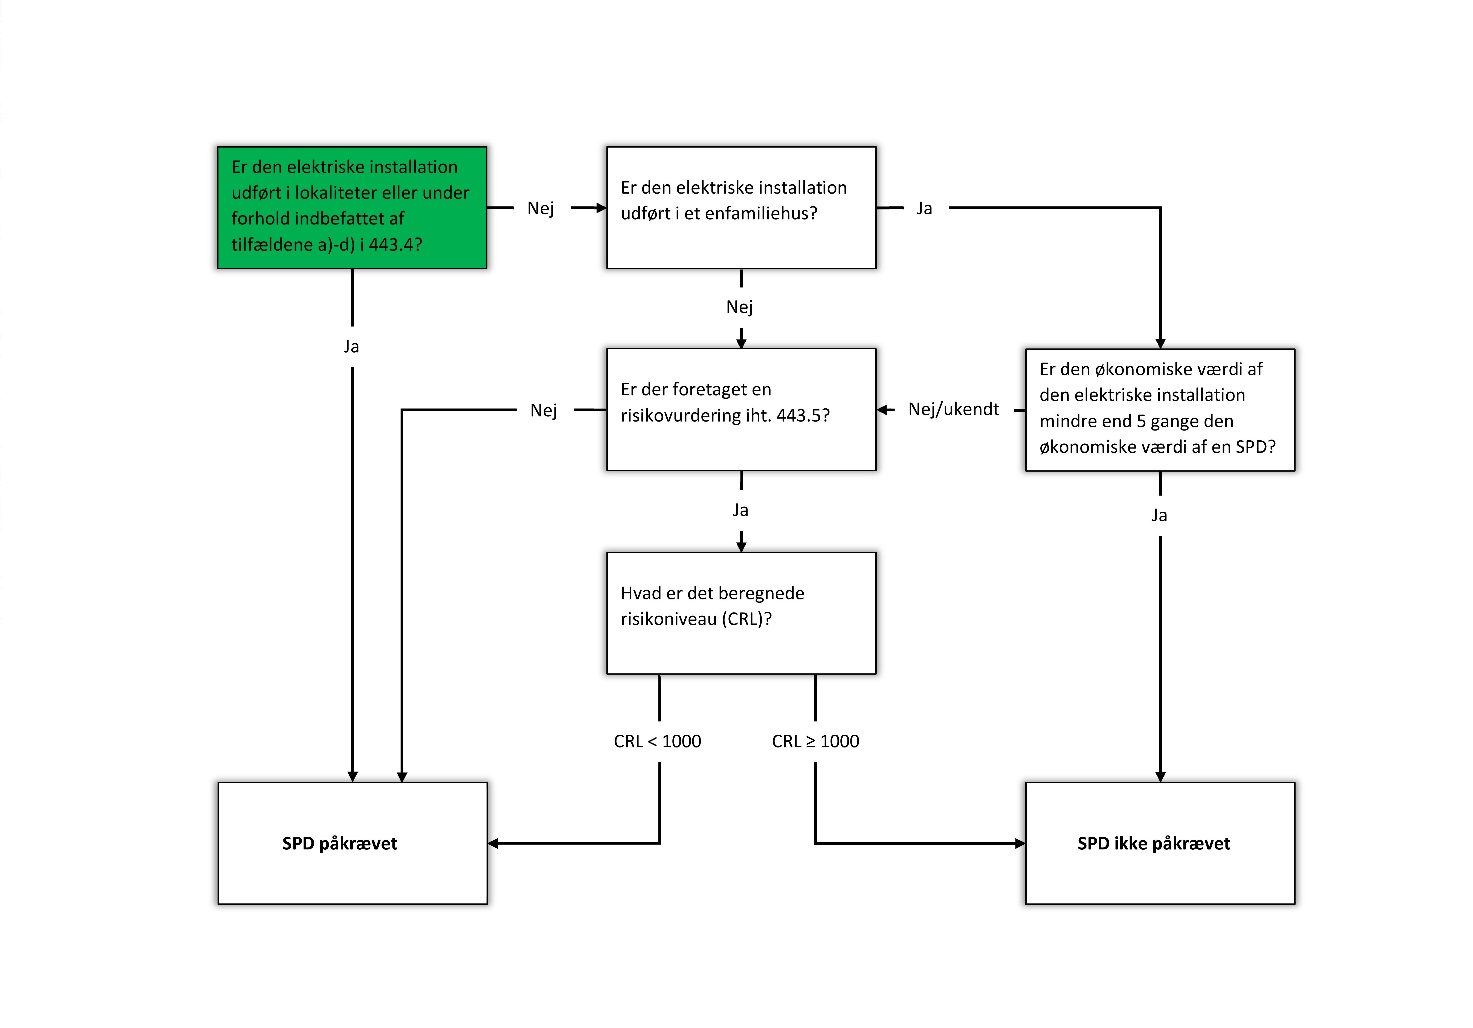 Er den elektriske installation
udført i lokaliteter eller under
forhold indbefattet af
tilfældene a)-d) i 443.4?
Nej
Er den elektriske installation
udført i et enfamiliehus?
Ja
Nej
Ja
Er der foretaget en
risikovurdering iht. 443.5?
Nej
Nej/ukendt
Er den økonomiske værdi af
den elektriske installation
mindre end 5 gange den
økonomiske værdi af en SPD?
Ja
Ja
Hvad er det beregnede
risikoniveau (CRL)?
CRL < 1000
CRL ≥ 1000
SPD påkrævet
SPD ikke påkrævet